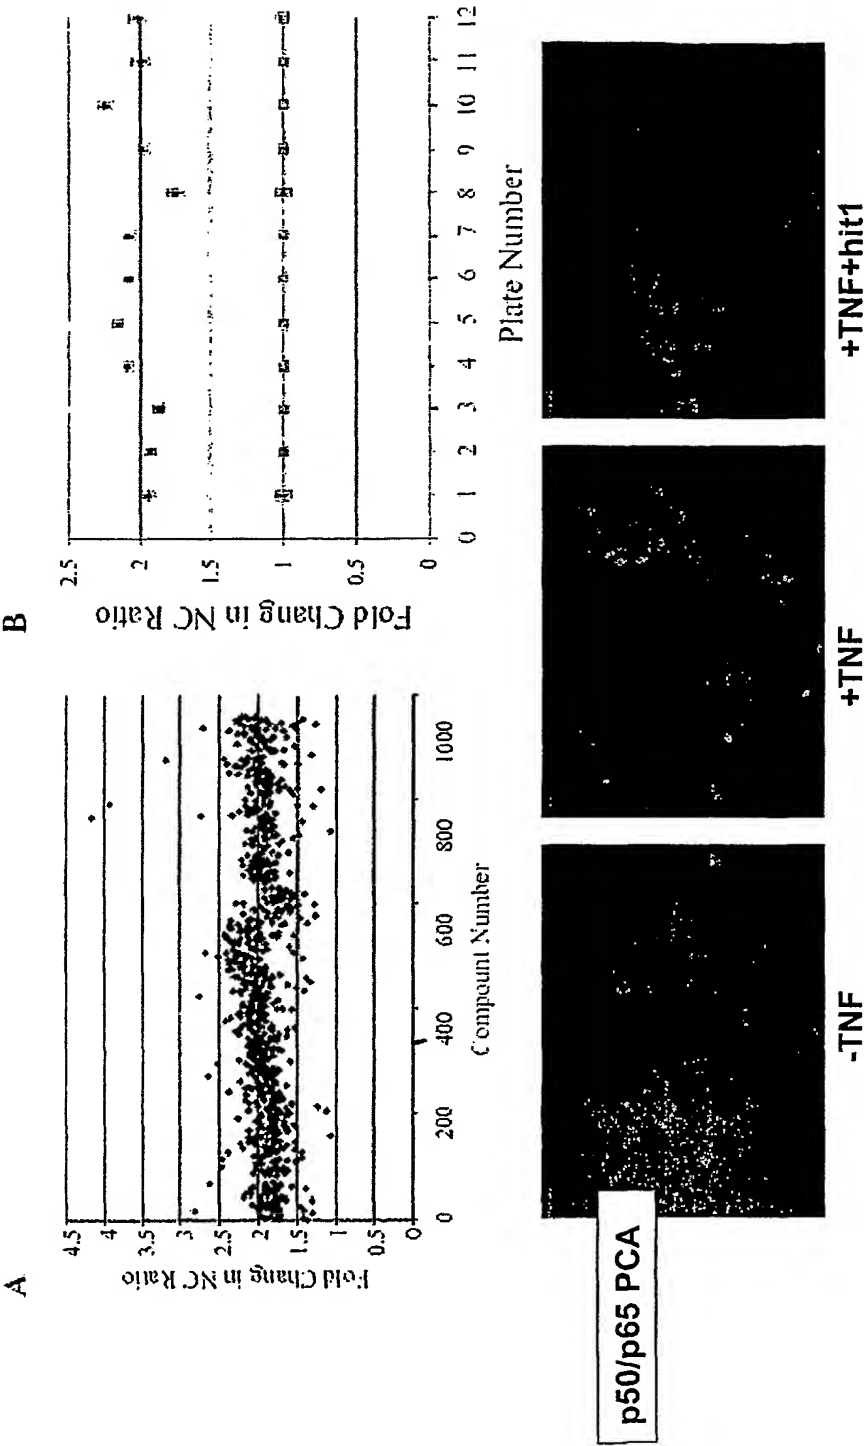 A
Fold Chang in NC Ratio
4.5
4
3.5
3
2.5
2
1.5
1
0.5
0
0 200 400 600 800 1000
Compound Number
B
Fold Chang in NC Ratio
2.5
2
1.5
1
0.5
0
0 1 2 3 4 5 6 7 8 9 10 11 12
Plate Number
p50/p65 PCA
-TNF
+TNF
+TNF+hit1